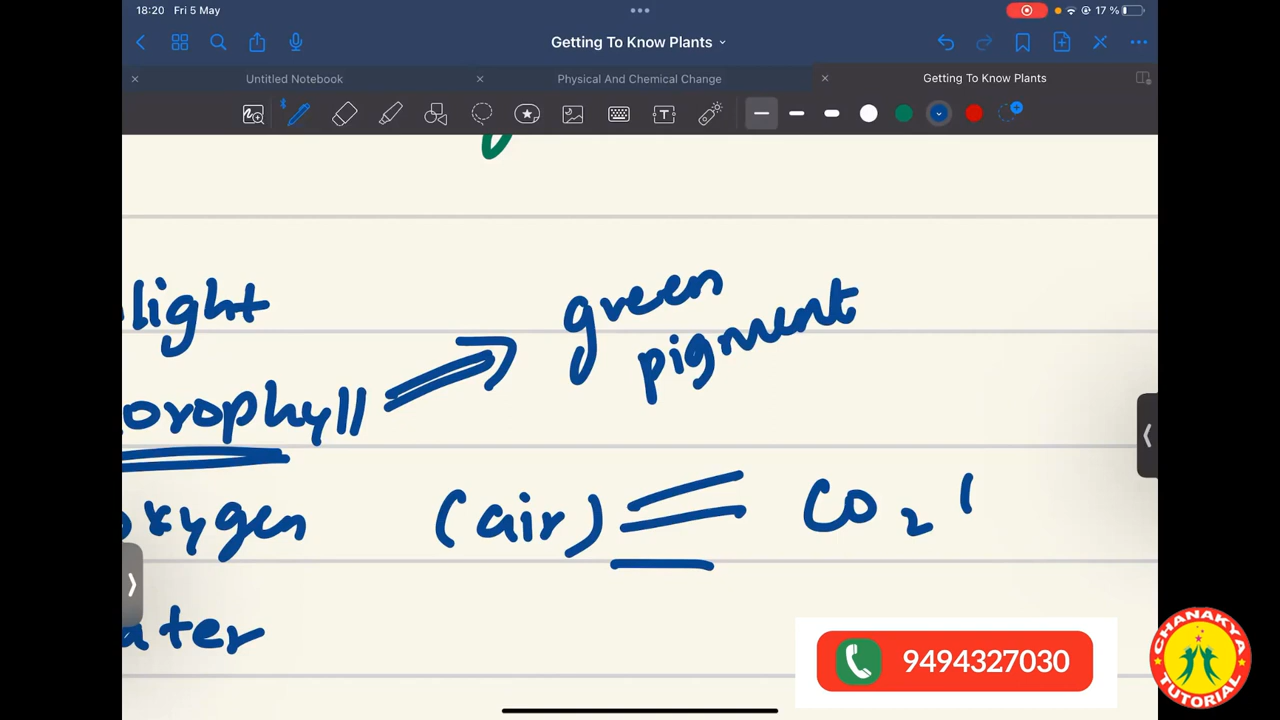 18:20 Fri 5 May
17 %
Getting To Know Plants
Untitled Notebook
Physical And Chemical Change
Getting To Know Plants
light
green
pigment
orophyll
oxygen (air) = CO2 (
ater
9494327030
CHANAKYA
TUTORIAL